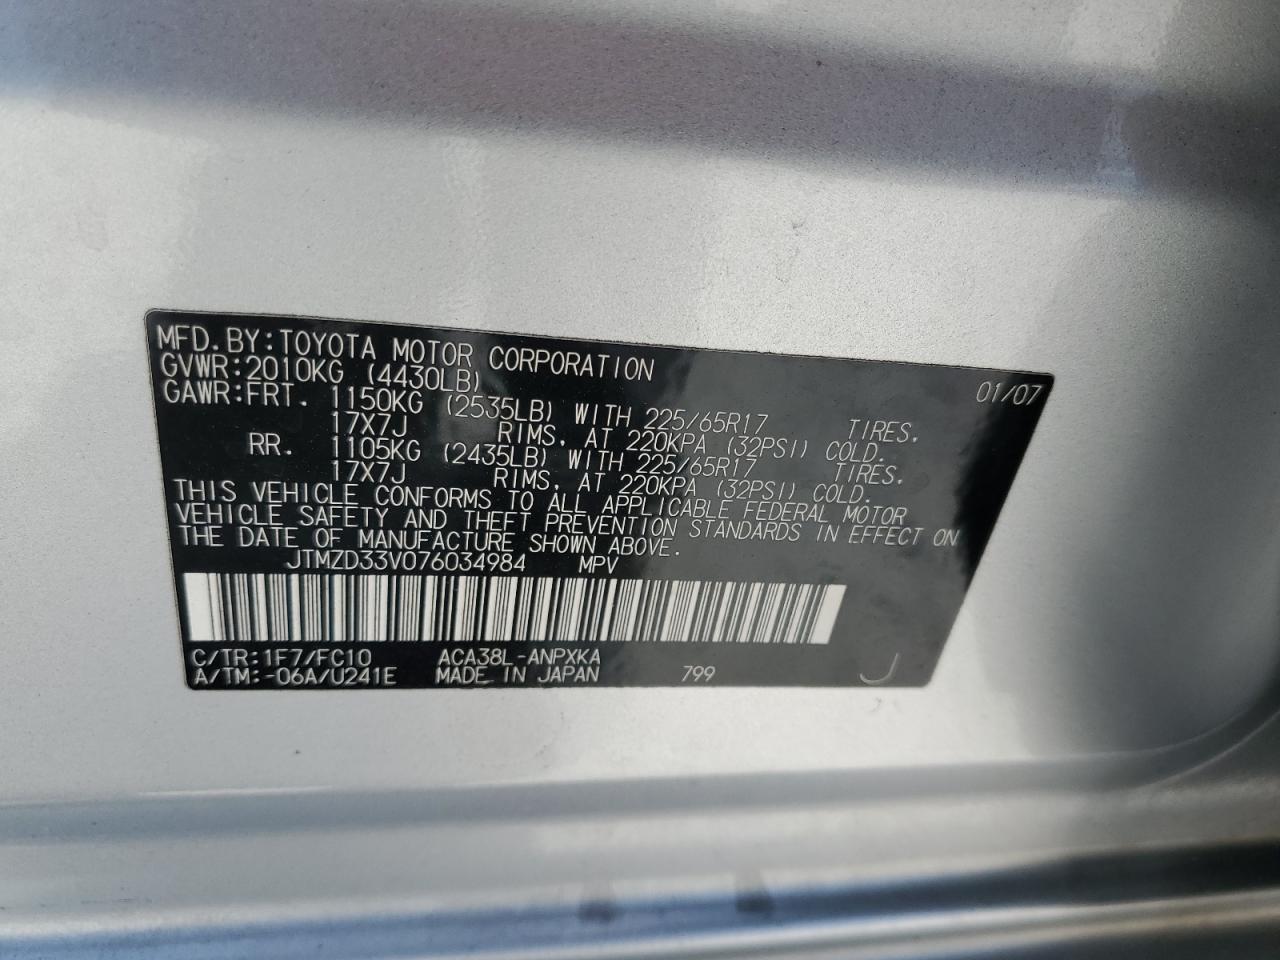 MFD.BY:TOYOTA MOTOR CORPORATION 01/07
GVWR:2010KG (4430LB)
GAWR:FRT. 1150KG (2535LB) WITH 225/65R17 TIRES.
17X7J RIMS, AT 220KPA (32PSI) COLD.
RR. 1105KG (2435LB) WITH 225/65R17 TIRES.
17X7J RIMS, AT 220KPA (32PSI) COLD.
THIS VEHICLE CONFORMS TO ALL APPLICABLE FEDERAL MOTOR
VEHICLE SAFETY AND THEFT PREVENTION STANDARDS IN EFFECT ON
THE DATE OF MANUFACTURE SHOWN ABOVE.
JTMZD33V076034984 MPV
C/TR:1F7/FC10 ACA38L-ANPXKA
A/TM:-06A/U241E MADE IN JAPAN 799 J